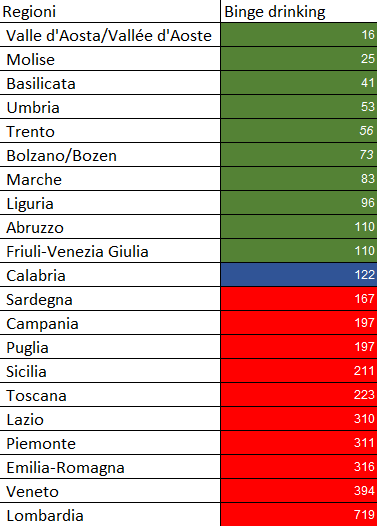 Regioni Binge drinking
Valle d'Aosta/Vallée d'Aoste 16
Molise 25
Basilicata 41
Umbria 53
Trento 56
Bolzano/Bozen 73
Marche 83
Liguria 96
Abruzzo 110
Friuli-Venezia Giulia 110
Calabria 122
Sardegna 167
Campania 197
Puglia 197
Sicilia 211
Toscana 223
Lazio 310
Piemonte 311
Emilia-Romagna 316
Veneto 394
Lombardia 719